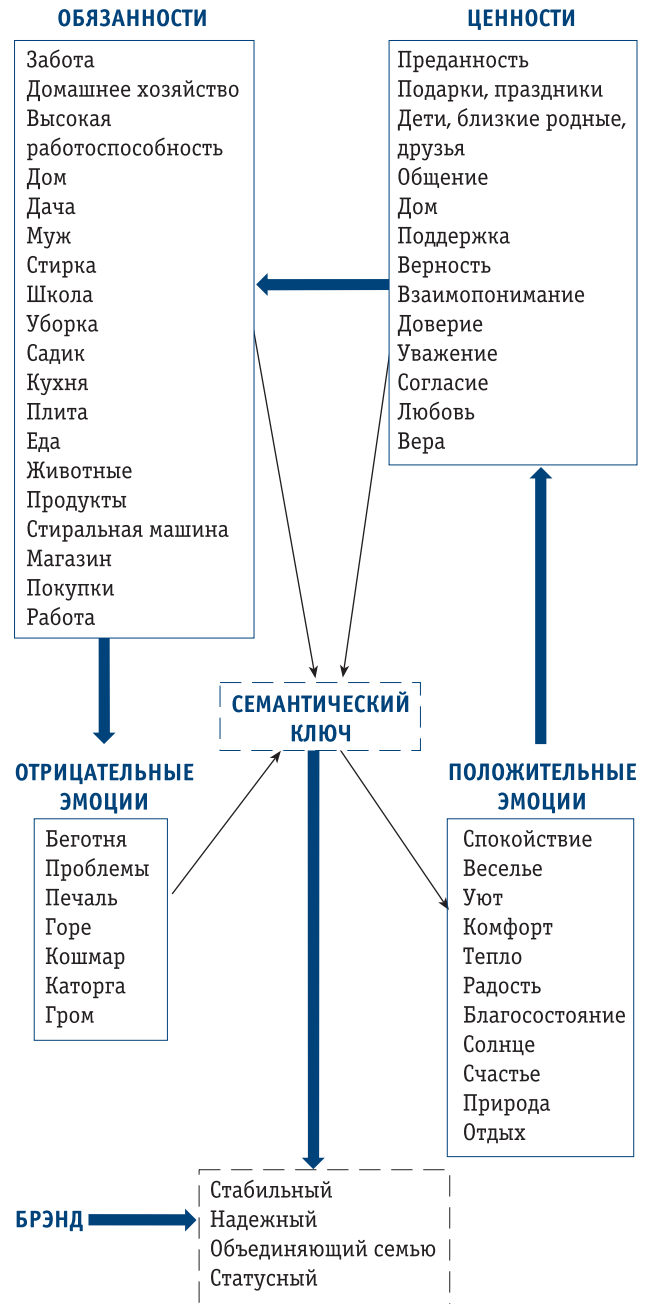 ОБЯЗАННОСТИ
Забота
Домашнее хозяйство
Высокая
работоспособность
Дом
Дача
Муж
Стирка
Школа
Уборка
Садик
Кухня
Плита
Еда
Животные
Продукты
Стиральная машина
Магазин
Покупки
Работа
ЦЕННОСТИ
Преданность
Подарки, праздники
Дети, близкие родные,
друзья
Общение
Дом
Поддержка
Верность
Взаимопонимание
Доверие
Уважение
Согласие
Любовь
Вера
СЕМАНТИЧЕСКИЙ
КЛЮЧ
ОТРИЦАТЕЛЬНЫЕ
ЭМОЦИИ
Беготня
Проблемы
Печаль
Горе
Кошмар
Каторга
Гром
ПОЛОЖИТЕЛЬНЫЕ
ЭМОЦИИ
Спокойствие
Веселье
Уют
Комфорт
Тепло
Радость
Благосостояние
Солнце
Счастье
Природа
Отдых
БРЭНД
Стабильный
Надежный
Объединяющий семью
Статусный